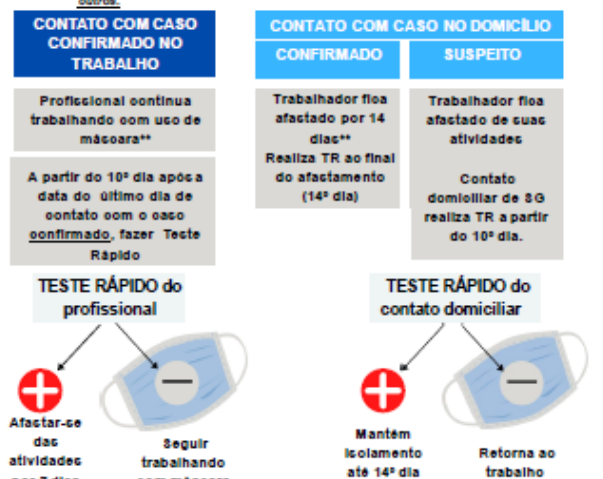 outros.
CONTATO COM CASO
CONFIRMADO NO
TRABALHO
Profissional continua
trabalhando com uso de
máscara**
A partir do 10º dia após a
data do último dia de
contato com o caso
confirmado, fazer Teste
Rápido
TESTE RÁPIDO do
profissional
Afastar-se
das
atividades
Seguir
trabalhando
com máscara
CONTATO COM CASO NO DOMICÍLIO
CONFIRMADO
SUSPEITO
Trabalhador fica
afastado por 14
dias**
Realiza TR ao final
do afastamento
(14º dia)
Trabalhador fica
afastado de suas
atividades
Contato
domiciliar de SG
realiza TR a partir
do 10º dia.
TESTE RÁPIDO do
contato domiciliar
Mantém
isolamento
até 14º dia
Retorna ao
trabalho